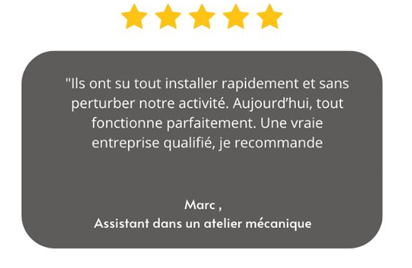 "Ils ont su tout installer rapidement et sans
perturber notre activité. Aujourd’hui, tout
fonctionne parfaitement. Une vraie
entreprise qualifié, je recommande
Marc ,
Assistant dans un atelier mécanique